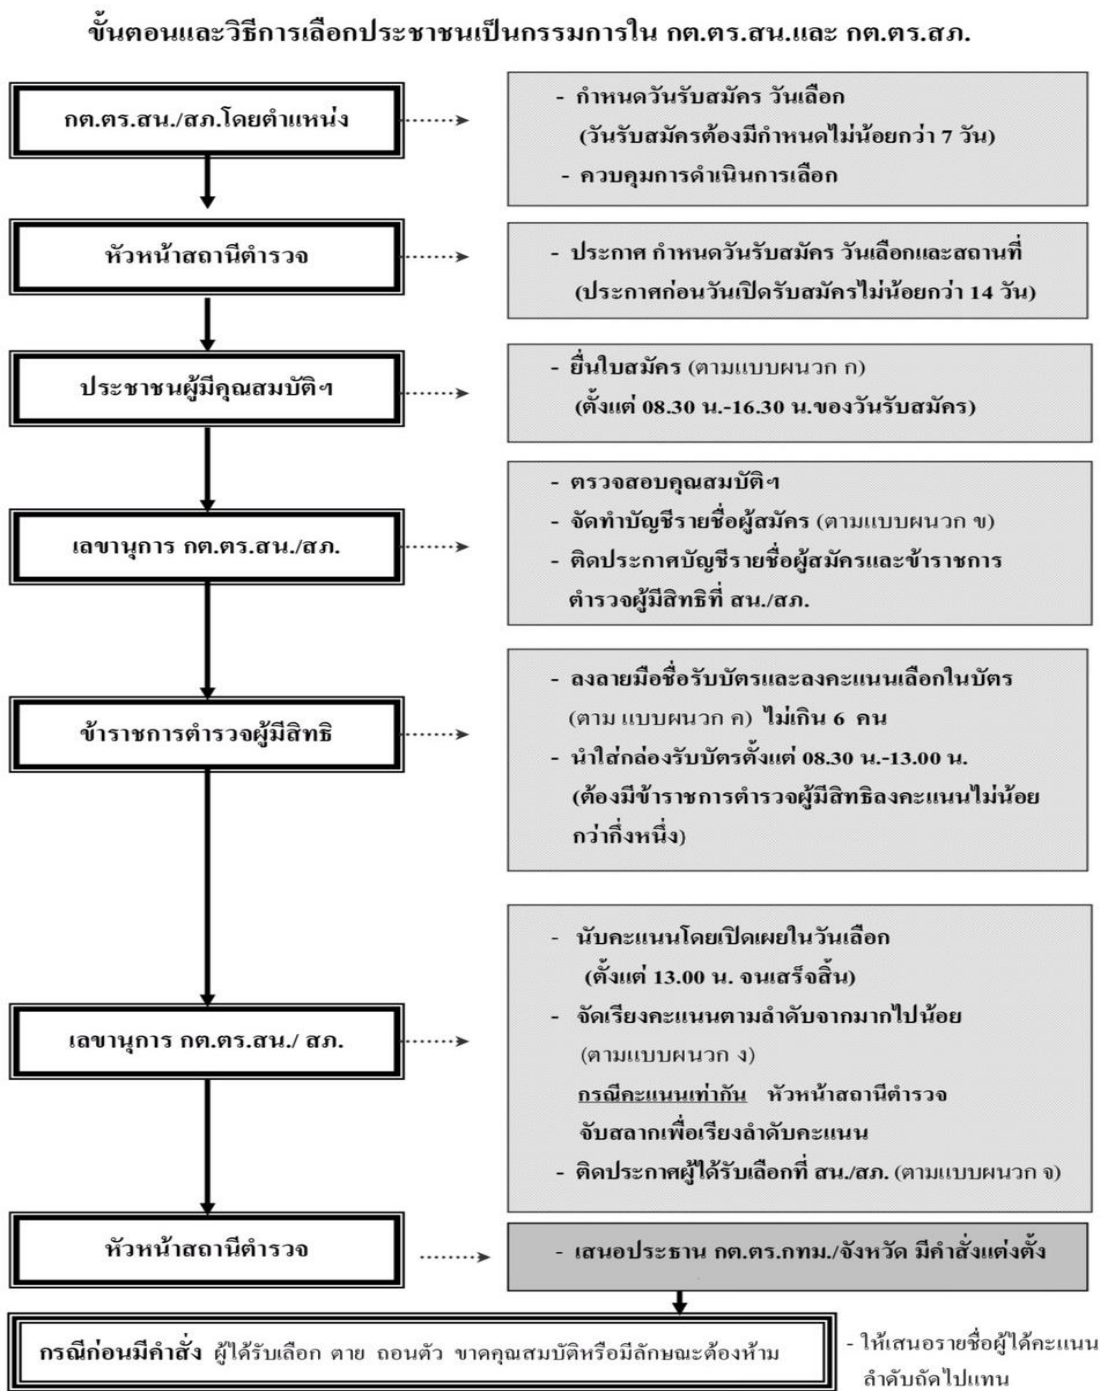 ขั้นตอนและวิธีการเลือกประชาชนเป็นกรรมการใน กต.ตร.สน.และ กต.ตร.สภ.
กต.ตร.สน./สภ.โดยตำแหน่ง
- กำหนดวันรับสมัคร วันเลือก
(วันรับสมัครต้องมีกำหนดไม่น้อยกว่า 7 วัน)
- ควบคุมการดำเนินการเลือก
หัวหน้าสถานีตำรวจ
- ประกาศ กำหนดวันรับสมัคร วันเลือกและสถานที่
(ประกาศก่อนวันเปิดรับสมัครไม่น้อยกว่า 14 วัน)
ประชาชนผู้มีคุณสมบัติฯ
- ยื่นใบสมัคร (ตามแบบผนวก ก)
(ตั้งแต่ 08.30 น.-16.30 น.ของวันรับสมัคร)
เลขานุการ กต.ตร.สน./สภ.
- ตรวจสอบคุณสมบัติฯ
- จัดทำบัญชีรายชื่อผู้สมัคร (ตามแบบผนวก ข)
- ติดประกาศบัญชีรายชื่อผู้สมัครและข้าราชการ
ตำรวจผู้มีสิทธิที่ สน./สภ.
ข้าราชการตำรวจผู้มีสิทธิ
- ลงลายมือชื่อรับบัตรและลงคะแนนเลือกในบัตร
(ตาม แบบผนวก ค) ไม่เกิน 6 คน
- นำใส่กล่องรับบัตรตั้งแต่ 08.30 น.-13.00 น.
(ต้องมีข้าราชการตำรวจผู้มีสิทธิลงคะแนนไม่น้อย
กว่ากึ่งหนึ่ง)
เลขานุการ กต.ตร.สน./ สภ.
- นับคะแนนโดยเปิดเผยในวันเลือก
(ตั้งแต่ 13.00 น. จนเสร็จสิ้น)
- จัดเรียงคะแนนตามลำดับจากมากไปน้อย
(ตามแบบผนวก ง)
กรณีคะแนนเท่ากัน หัวหน้าสถานีตำรวจ
จับสลากเพื่อเรียงลำดับคะแนน
- ติดประกาศผู้ได้รับเลือกที่ สน./สภ. (ตามแบบผนวก จ)
หัวหน้าสถานีตำรวจ
- เสนอประธาน กต.ตร.กทม./จังหวัด มีคำสั่งแต่งตั้ง
กรณีก่อนมีคำสั่ง ผู้ได้รับเลือก ตาย ถอนตัว ขาดคุณสมบัติหรือมีลักษณะต้องห้าม
- ให้เสนอรายชื่อผู้ได้คะแนน
ลำดับถัดไปแทน